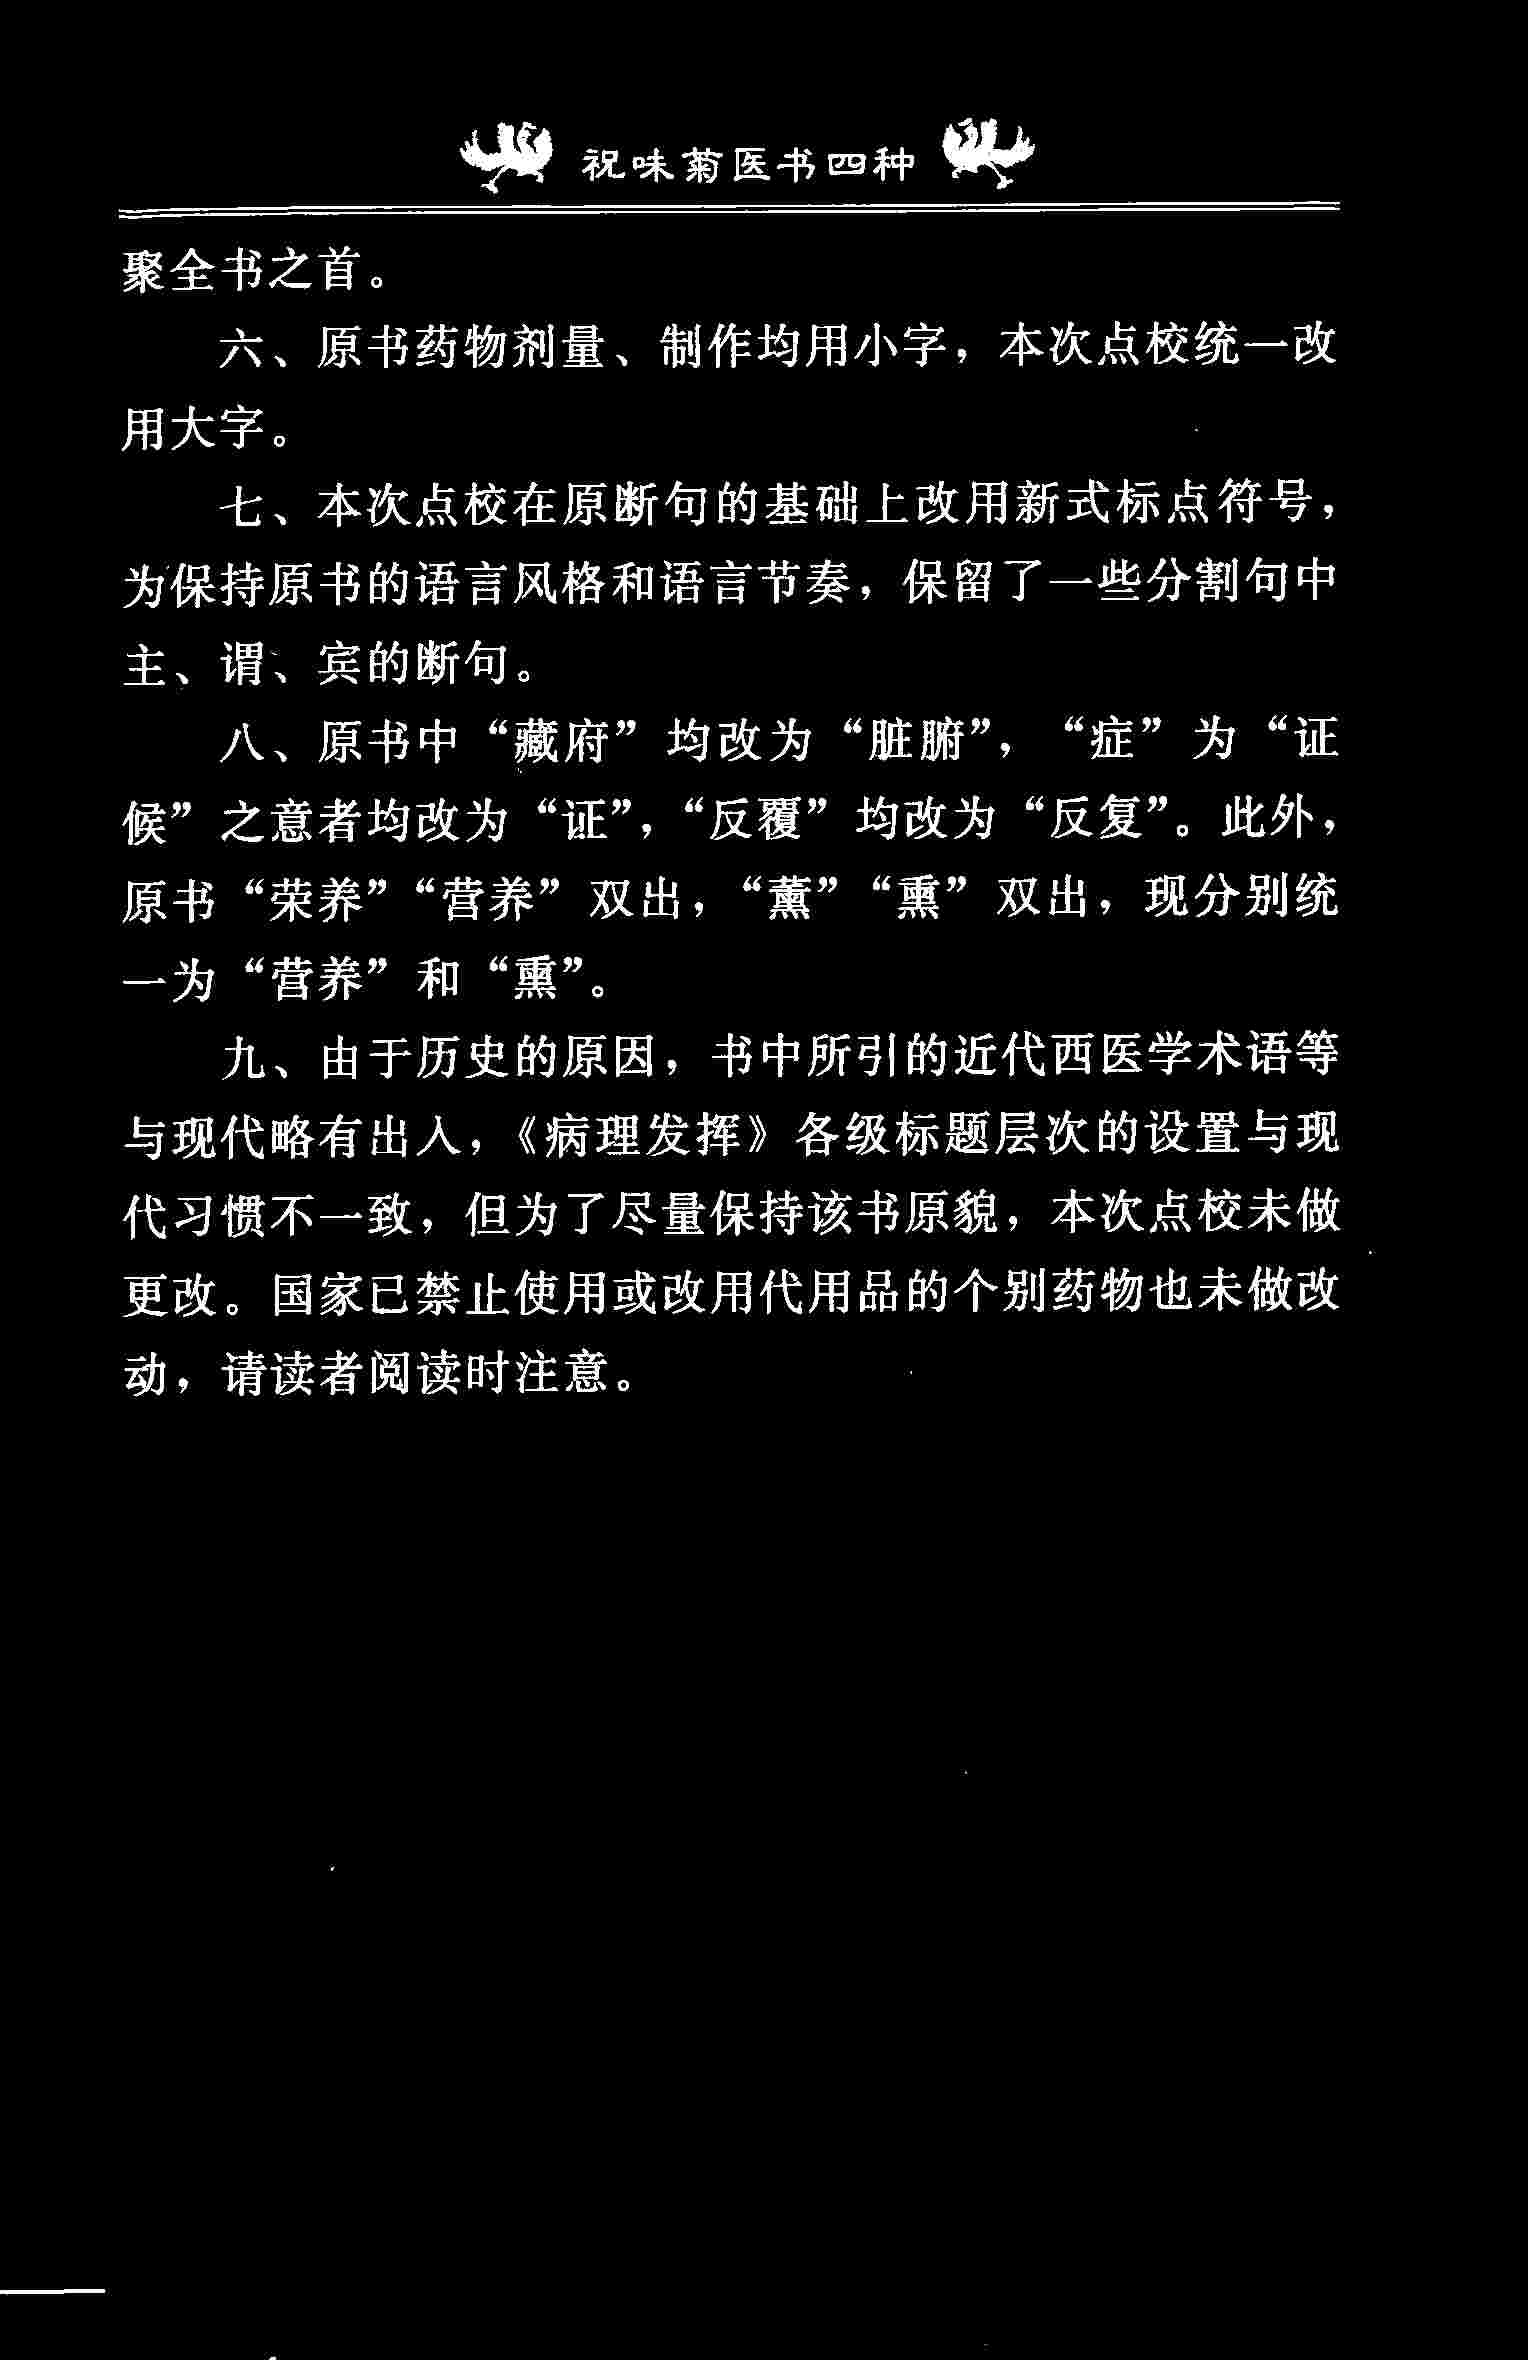 祝味菊医书四种
聚全书之首。
六、原书药物剂量、制作均用小字，本次点校统一改
用大字。
七、本次点校在原断句的基础上改用新式标点符号，
为保持原书的语言风格和语言节奏，保留了一些分割句中
主、谓、宾的断句。
八、原书中“藏府”均改为“脏腑”，“症”为“证
候”之意者均改为“证”，“反覆”均改为“反复”。此外，
原书“荣养”“营养”双出，“薰”“熏”双出，现分别统
一为“营养”和“熏”。
九、由于历史的原因，书中所引的近代西医学术语等
与现代略有出入，《病理发挥》各级标题层次的设置与现
代习惯不一致，但为了尽量保持该书原貌，本次点校未做
更改。国家已禁止使用或改用代用品的个别药物也未做改
动，请读者阅读时注意。